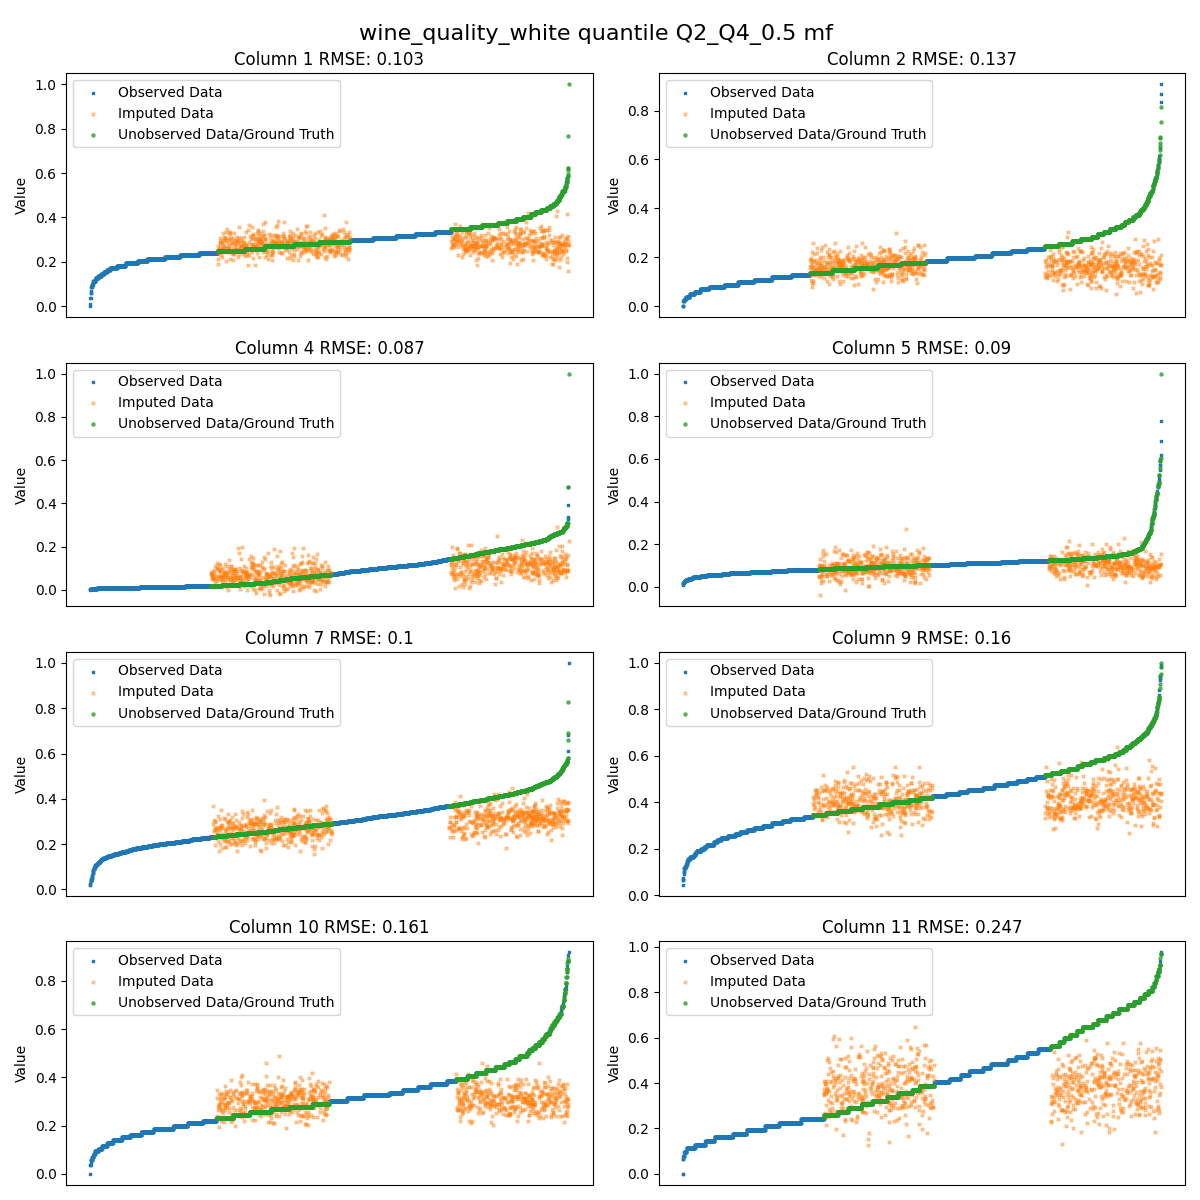 wine_quality_white quantile Q2_Q4_0.5 mf
Column 1 RMSE: 0.103
Value
1.0
0.8
0.6
0.4
0.2
0.0
Observed Data
Imputed Data
Unobserved Data/Ground Truth
Column 2 RMSE: 0.137
Value
0.8
0.6
0.4
0.2
0.0
Observed Data
Imputed Data
Unobserved Data/Ground Truth
Column 4 RMSE: 0.087
Value
1.0
0.8
0.6
0.4
0.2
0.0
Observed Data
Imputed Data
Unobserved Data/Ground Truth
Column 5 RMSE: 0.09
Value
1.0
0.8
0.6
0.4
0.2
0.0
Observed Data
Imputed Data
Unobserved Data/Ground Truth
Column 7 RMSE: 0.1
Value
1.0
0.8
0.6
0.4
0.2
0.0
Observed Data
Imputed Data
Unobserved Data/Ground Truth
Column 9 RMSE: 0.16
Value
1.0
0.8
0.6
0.4
0.2
0.0
Observed Data
Imputed Data
Unobserved Data/Ground Truth
Column 10 RMSE: 0.161
Value
0.8
0.6
0.4
0.2
0.0
Observed Data
Imputed Data
Unobserved Data/Ground Truth
Column 11 RMSE: 0.247
Value
1.0
0.8
0.6
0.4
0.2
0.0
Observed Data
Imputed Data
Unobserved Data/Ground Truth